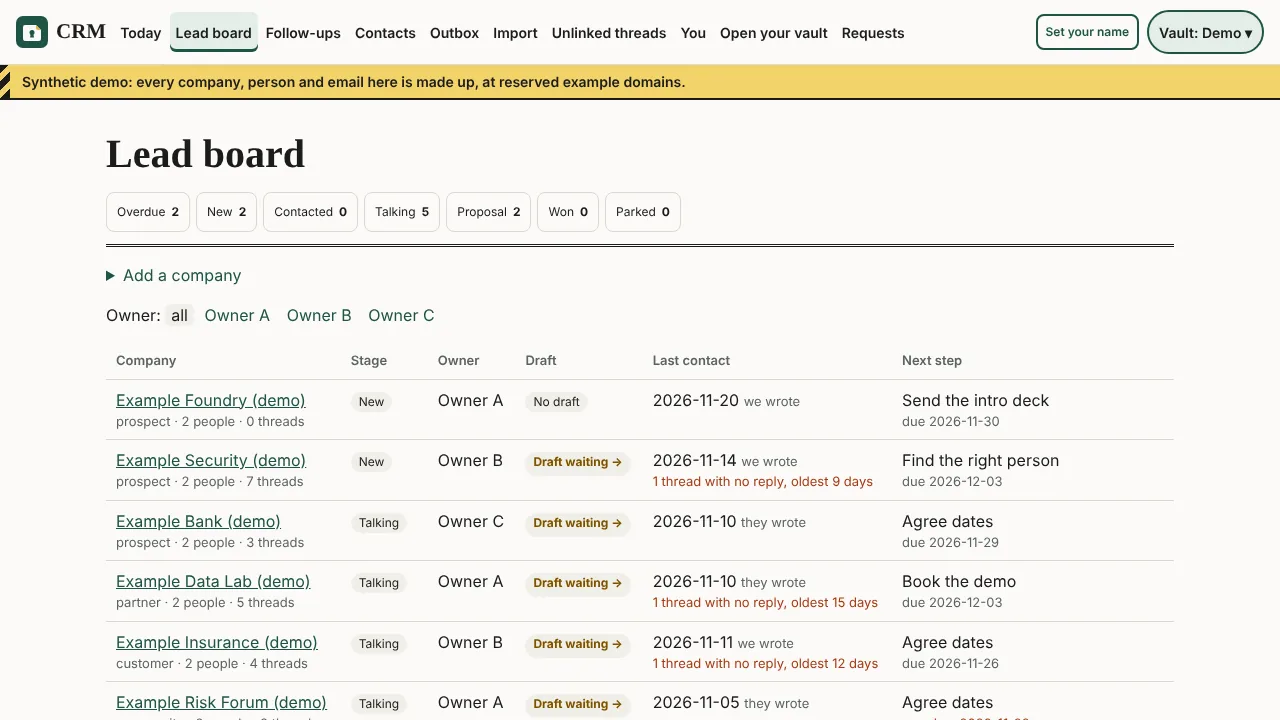 CRM Today Lead board Follow-ups Contacts Outbox Import Unlinked threads You Open your vault Requests Set your name Vault: Demo ▾
Synthetic demo: every company, person and email here is made up, at reserved example domains.
Lead board
Overdue 2 New 2 Contacted 0 Talking 5 Proposal 2 Won 0 Parked 0
▶ Add a company
Owner: all Owner A Owner B Owner C
Company Stage Owner Draft Last contact Next step
Example Foundry (demo) New Owner A No draft 2026-11-20 we wrote Send the intro deck
prospect · 2 people · 0 threads due 2026-11-30
Example Security (demo) New Owner B Draft waiting → 2026-11-14 we wrote Find the right person
prospect · 2 people · 7 threads 1 thread with no reply, oldest 9 days due 2026-12-03
Example Bank (demo) Talking Owner C Draft waiting → 2026-11-10 they wrote Agree dates
prospect · 2 people · 3 threads due 2026-11-29
Example Data Lab (demo) Talking Owner A Draft waiting → 2026-11-10 they wrote Book the demo
partner · 2 people · 5 threads 1 thread with no reply, oldest 15 days due 2026-12-03
Example Insurance (demo) Talking Owner B Draft waiting → 2026-11-11 we wrote Agree dates
customer · 2 people · 4 threads 1 thread with no reply, oldest 12 days due 2026-11-26
Example Risk Forum (demo) Talking Owner A Draft waiting → 2026-11-05 they wrote Agree dates